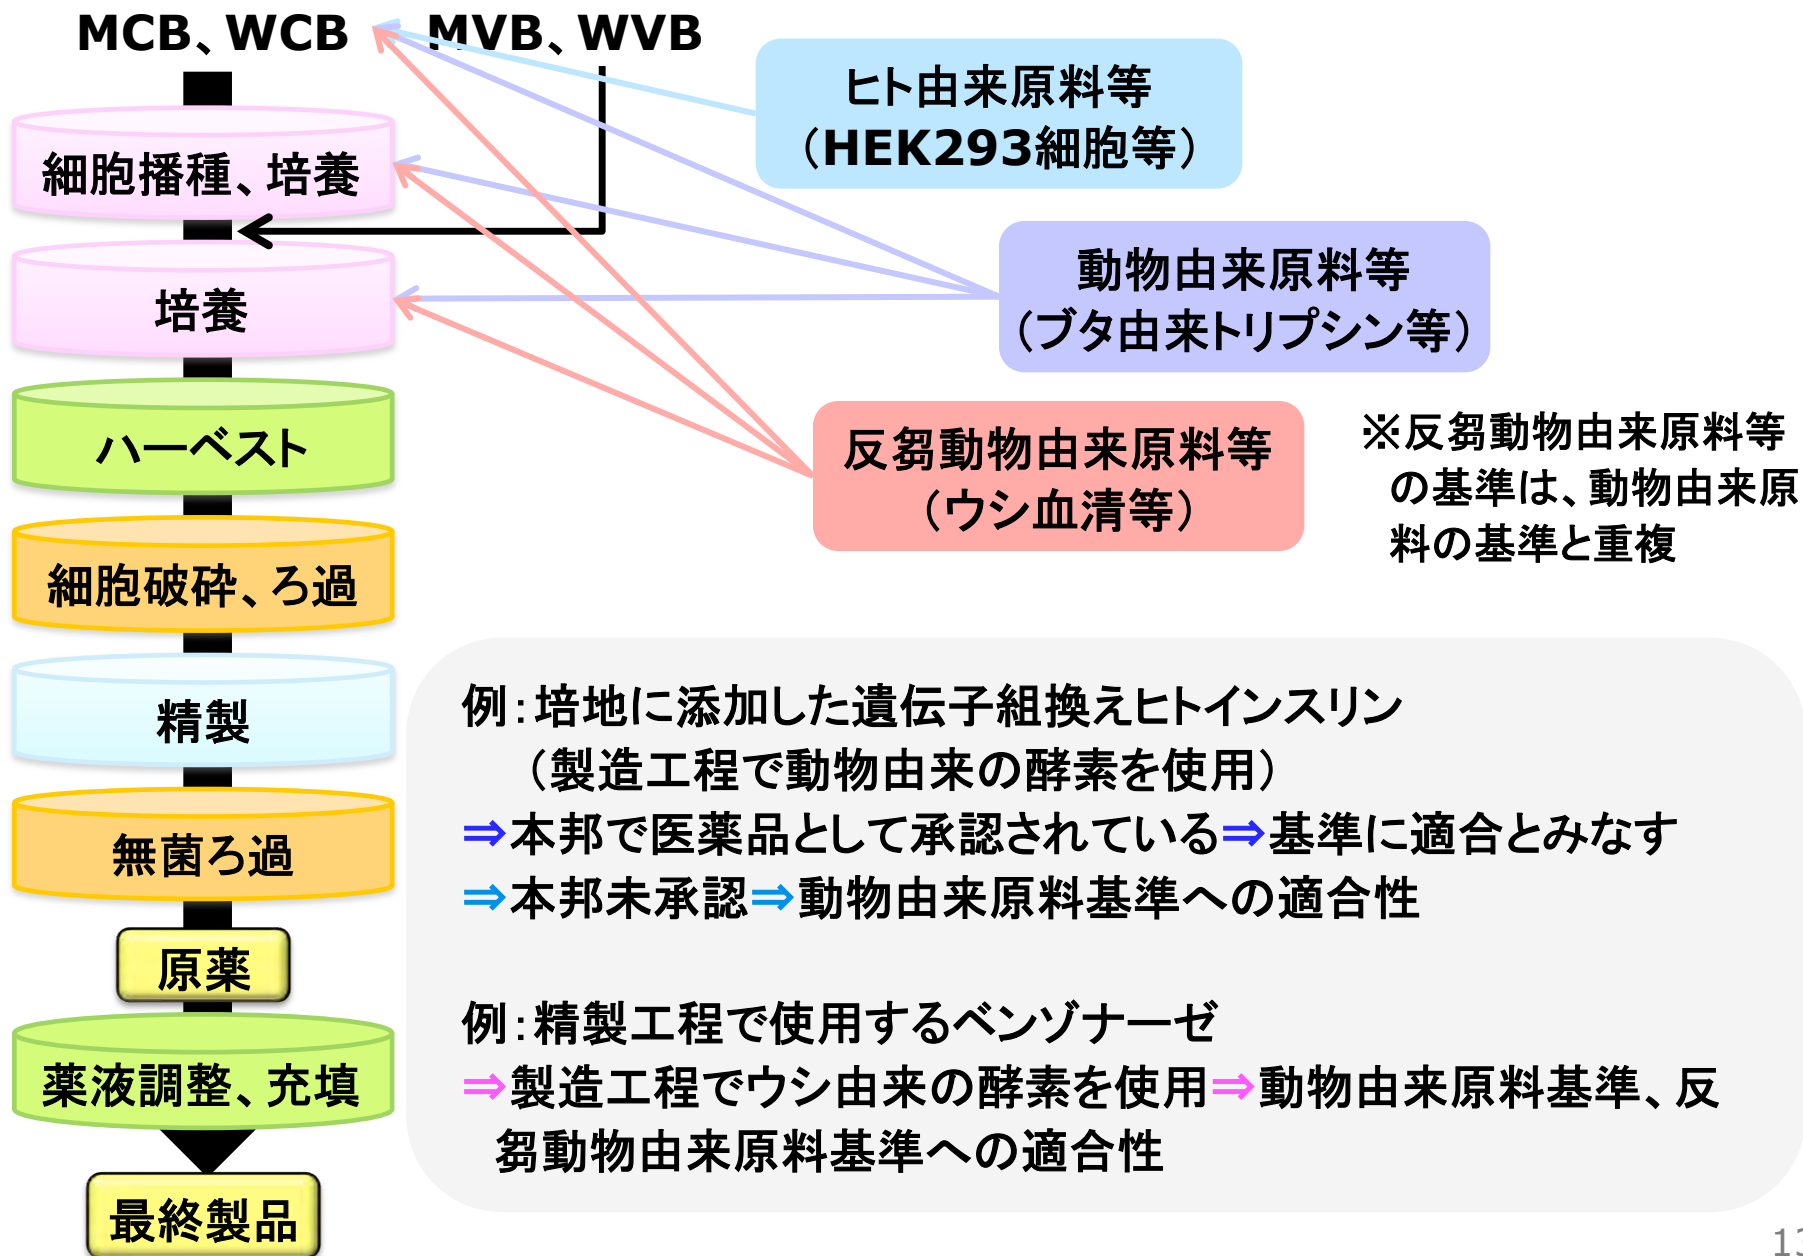 MCB、WCB
MVB、WVB
細胞播種、培養
培養
ハーベスト
細胞破砕、ろ過
精製
無菌ろ過
原薬
薬液調整、充填
最終製品
ヒト由来原料等
（HEK293細胞等）
動物由来原料等
（ブタ由来トリプシン等）
反芻動物由来原料等
（ウシ血清等）
※反芻動物由来原料等
の基準は、動物由来原
料の基準と重複
例：培地に添加した遺伝子組換えヒトインスリン
（製造工程で動物由来の酵素を使用）
⇒本邦で医薬品として承認されている⇒基準に適合とみなす
⇒本邦未承認⇒動物由来原料基準への適合性
例：精製工程で使用するベンゾナーゼ
⇒製造工程でウシ由来の酵素を使用⇒動物由来原料基準、反
芻動物由来原料基準への適合性